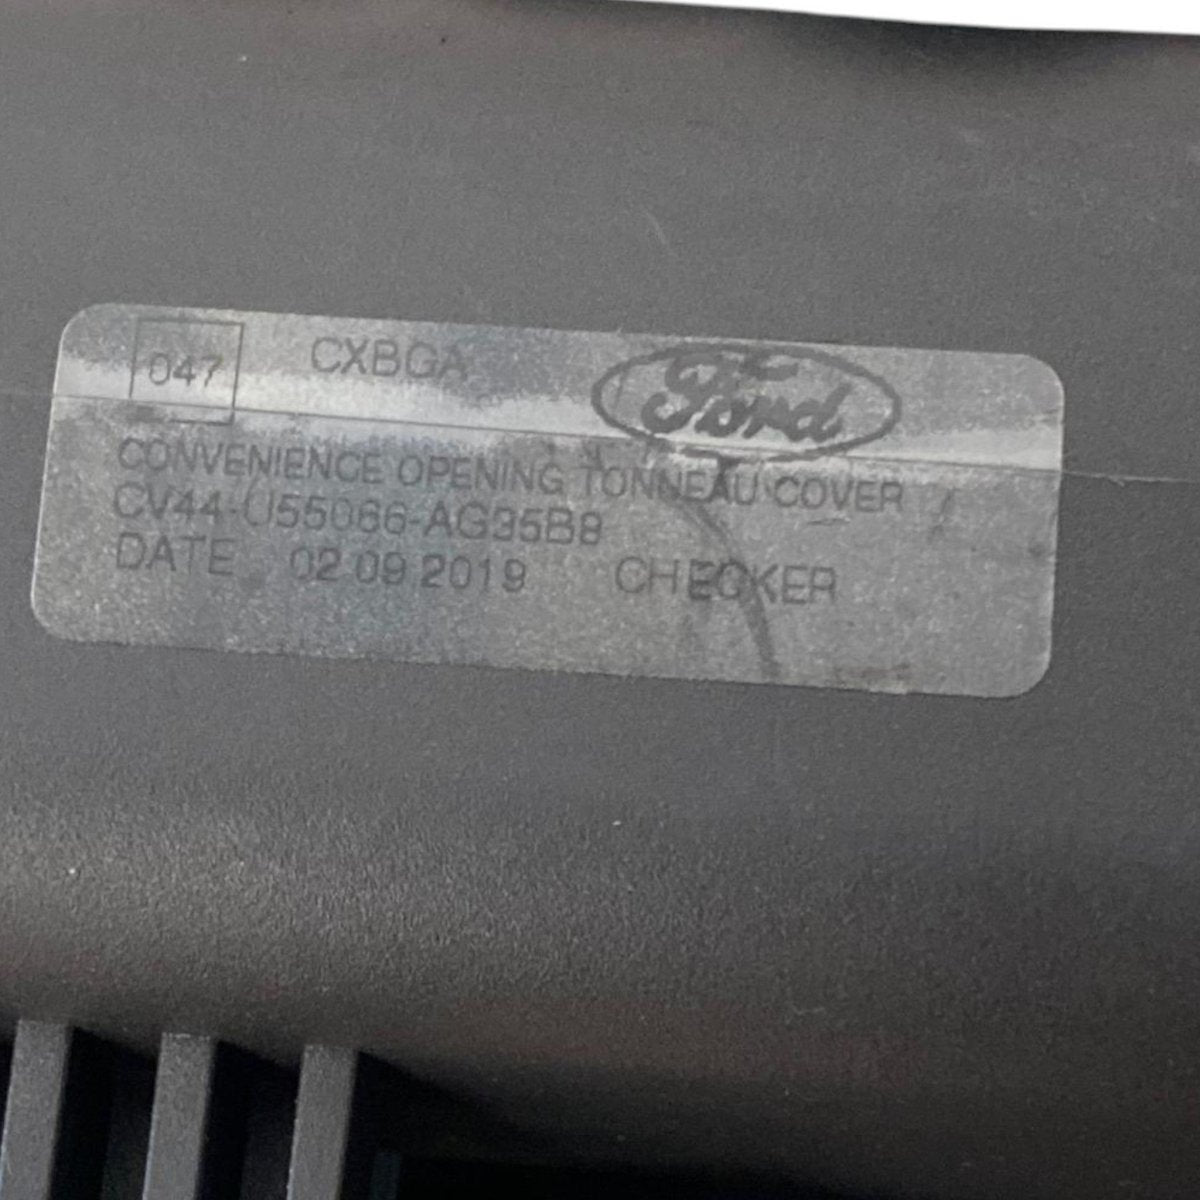 047 CXBGA Ford
CONVENIENCE OPENING TONNEAU COVER
CV44-U55066-AG35B8
DATE 02 09 2019 CHECKER